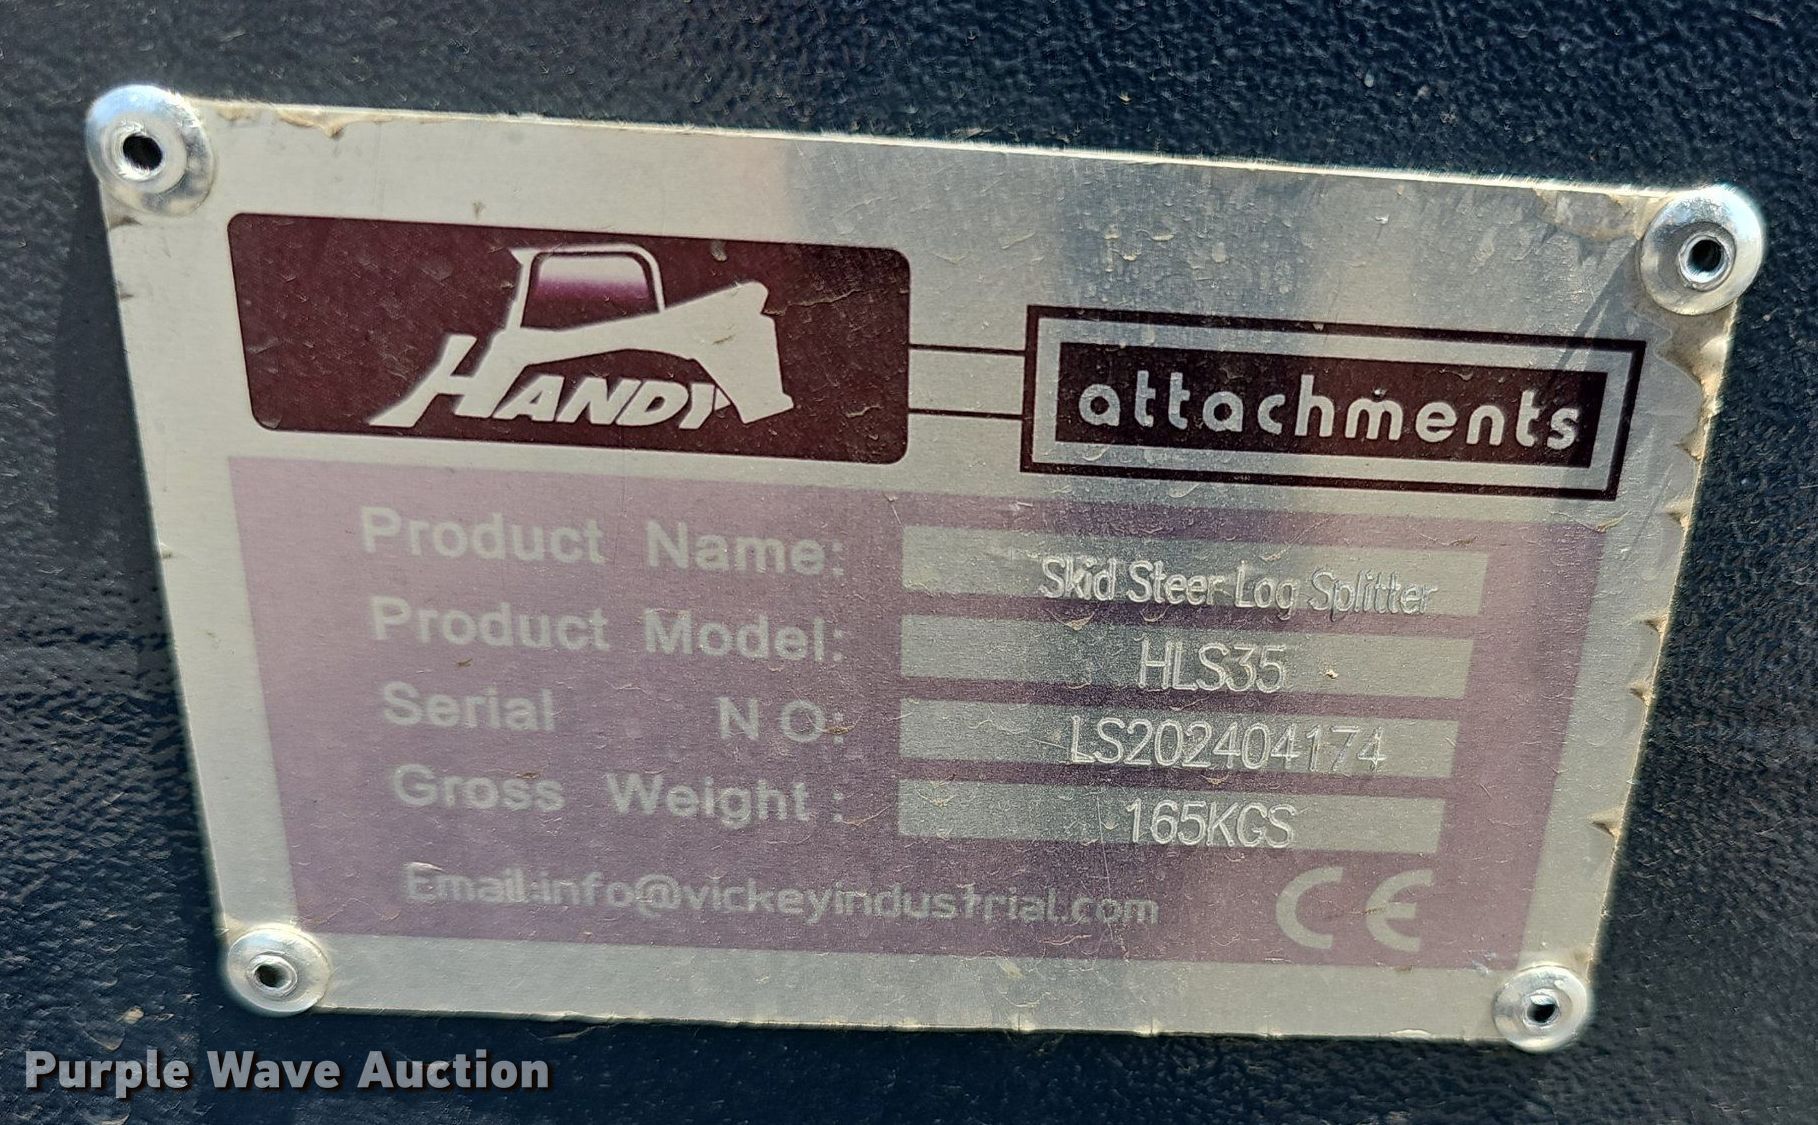 HANDY
attachments
Product Name: Skid Steer Log Splitter
Product Model: HLS35
Serial NO: LS202404174
Gross Weight: 165KGS
Email:info@vickeyindustrial.com CE
Purple Wave Auction